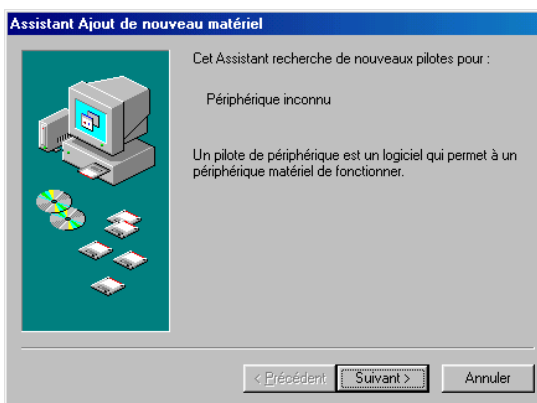 Assistant Ajout de nouveau matériel
Cet Assistant recherche de nouveaux pilotes pour :
Périphérique inconnu
Un pilote de périphérique est un logiciel qui permet à un
périphérique matériel de fonctionner.
< Précédent
Suivant >
Annuler